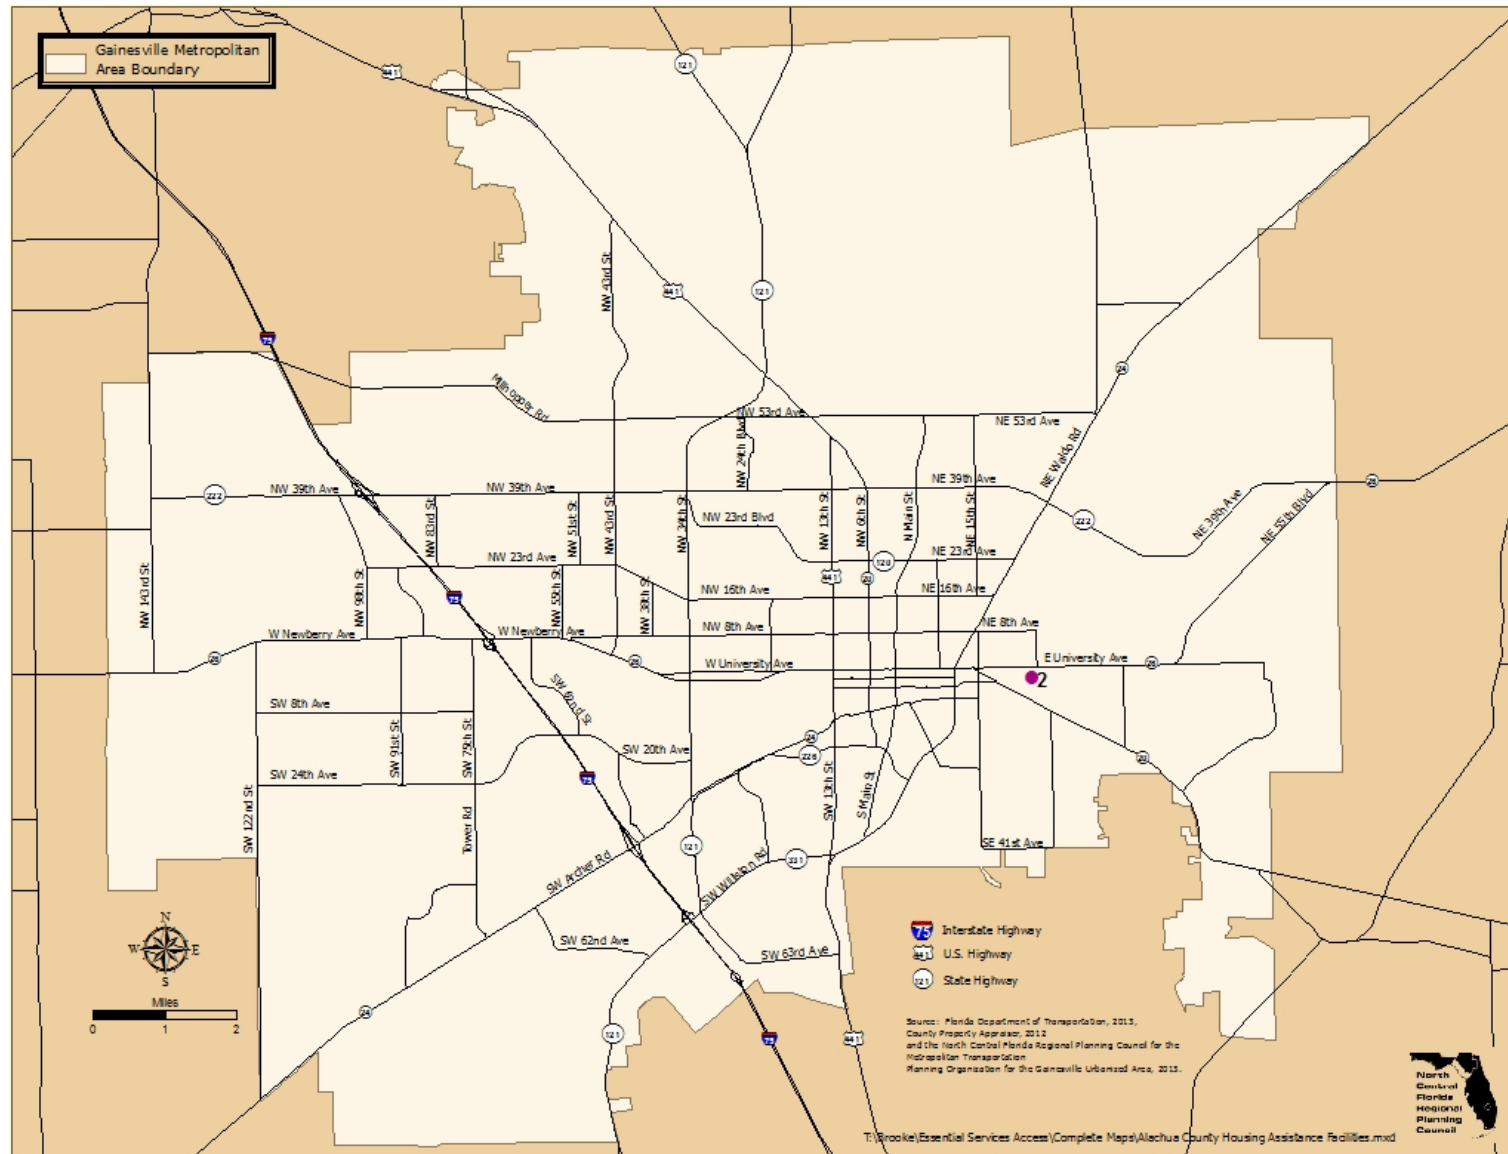 Gainesville Metropolitan
Area Boundary
441
121
NW 43rd St
441
121
75
24
Millhopper Rd
NW 53rd Ave
NE 53rd Ave
NW 24th Blvd
NE Waldo Rd
222
NW 39th Ave
NW 39th Ave
NE 39th Ave
26
NE 39th Ave
NE 55th Blvd
NW 83rd St
NW 51st St
NW 43rd St
NW 34th St
NW 23rd Blvd
NW 13th St
NW 6th St
N Main St
NE 15th St
222
NW 143rd St
NW 98th St
NW 23rd Ave
NW 55th St
NW 38th St
120
NE 23rd Ave
441
20
75
NW 16th Ave
NE 16th Ave
W Newberry Ave
W Newberry Ave
NW 8th Ave
NE 8th Ave
26
26
W University Ave
E University Ave
26
2
SW 62nd St
SW 8th Ave
SW 91st St
SW 75th St
SW 20th Ave
24
226
20
SW 24th Ave
75
SW 13th St
S Main St
SW 122nd St
Tower Rd
121
SE 41st Ave
SW Archer Rd
SW Williston Rd
331
SW 62nd Ave
SW 63rd Ave
N
W
E
S
Miles
0
1
2
24
121
75
441
75
Interstate Highway
441
U.S. Highway
121
State Highway
Source: Florida Department of Transportation, 2013,
County Property Appraiser, 2012
and the North Central Florida Regional Planning Council for the
Metropolitan Transportation
Planning Organization for the Gainesville Urbanized Area, 2013.
North
Central
Florida
Regional
Planning
Council
T:\Brooke\Essential Services Access\Complete Maps\Alachua County Housing Assistance Facilities.mxd